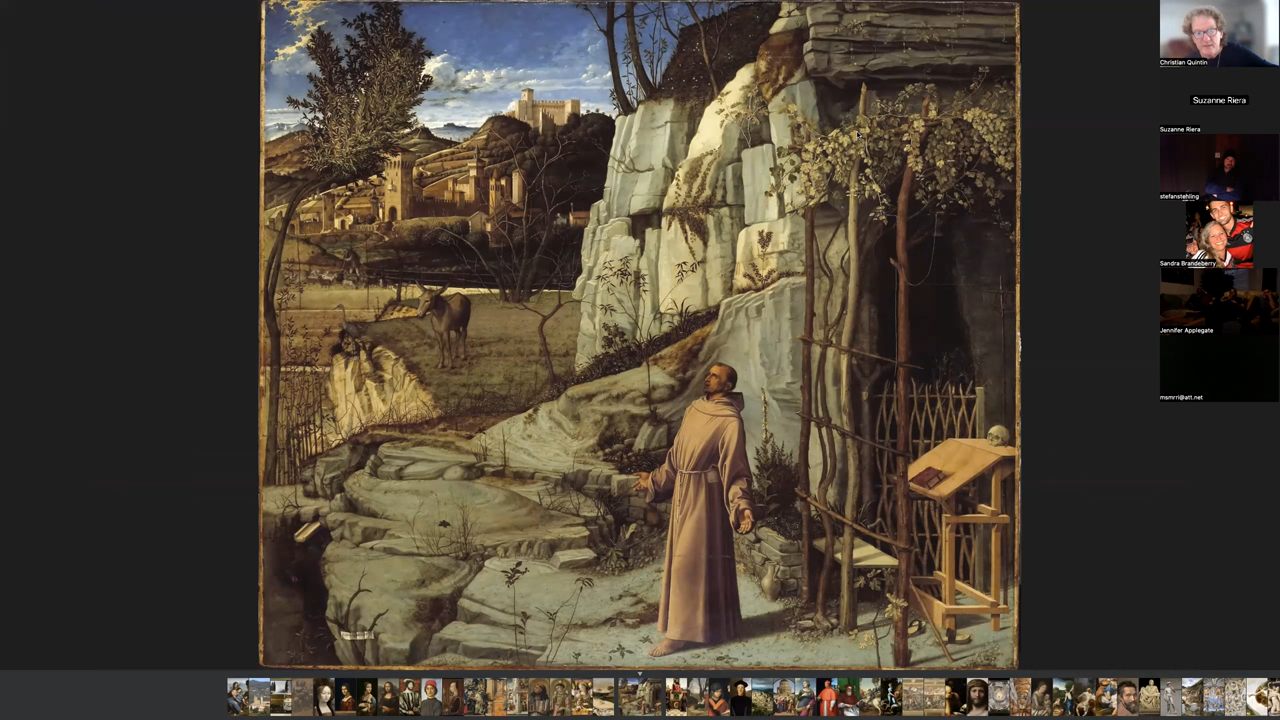 Christian Quintin
Suzanne Riera
Suzanne Riera
stefanstehling
Sandra Brandeberry
Jennifer Applegate
msmrri@att.net